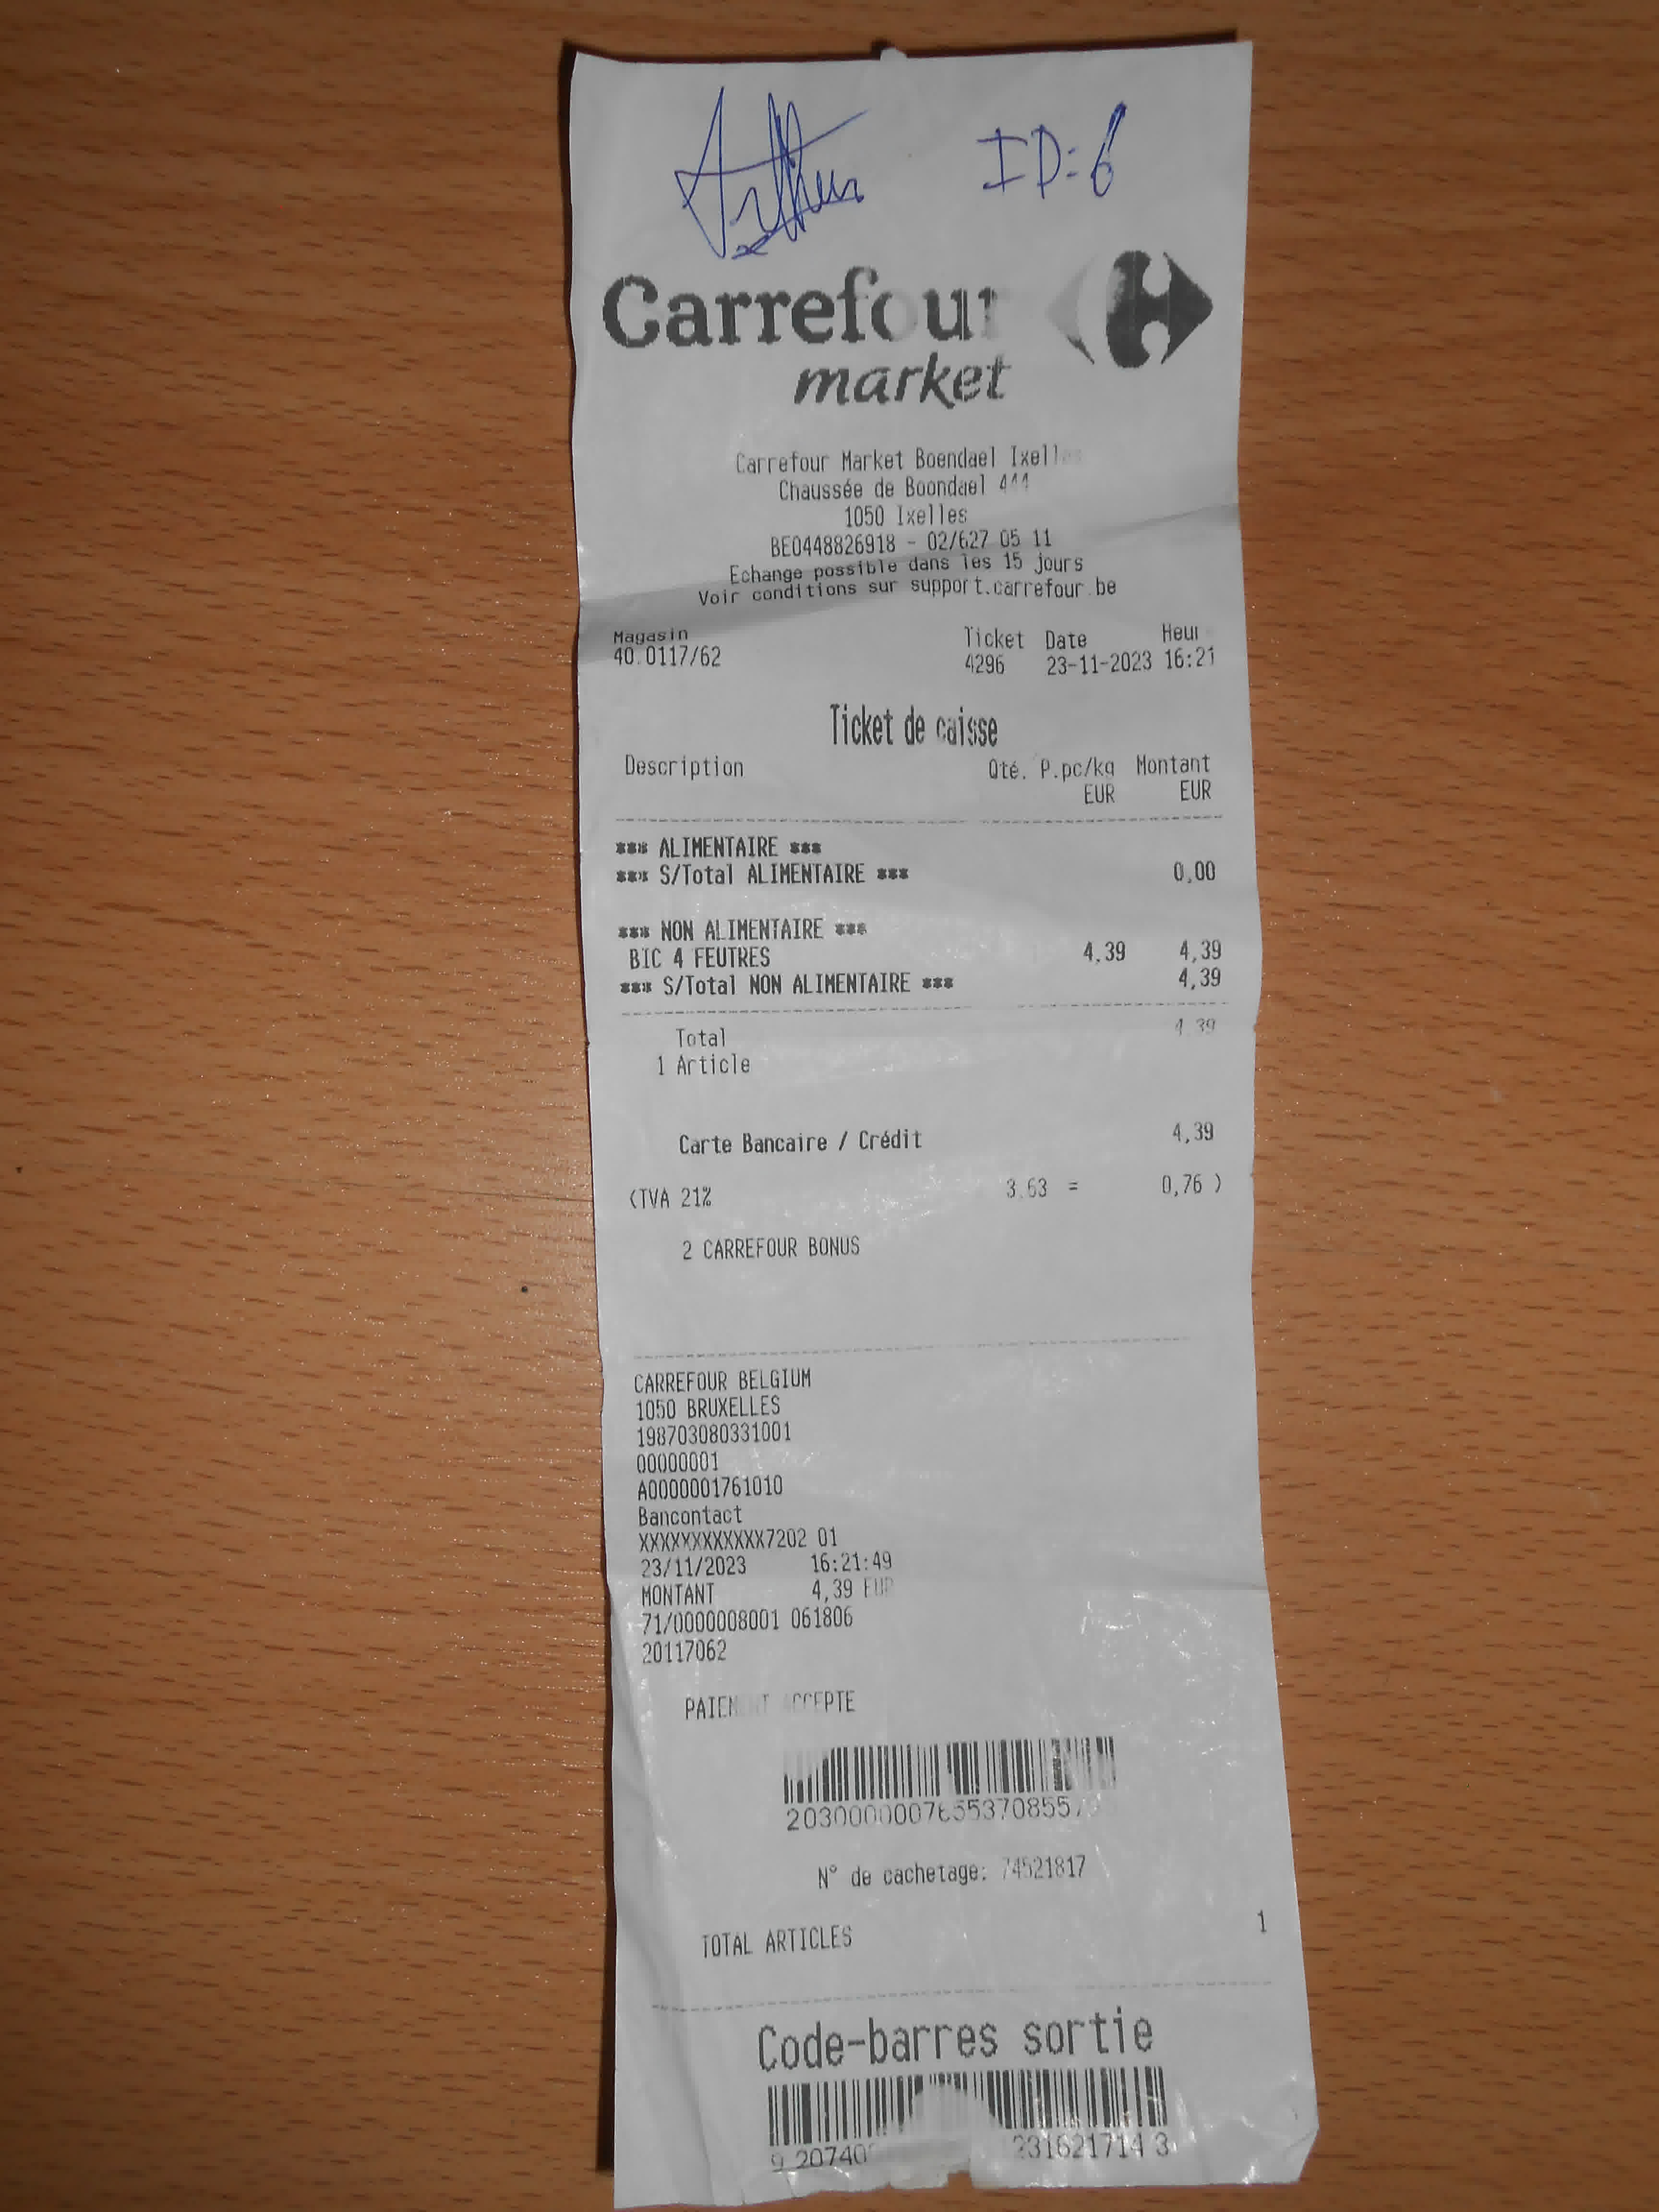 Arthur ID:6
Carrefour
market
Carrefour Market Boendael Ixelles
Chaussée de Boondael 444
1050 Ixelles
BE0448826918 - 02/627 05 11
Echange possible dans les 15 jours
Voir conditions sur support.carrefour.be
Magasin Ticket Date Heur
40.0117/62 4296 23-11-2023 16:21
Ticket de caisse
Description Qté. P.pc/kg Montant
EUR EUR
*** ALIMENTAIRE ***
*** S/Total ALIMENTAIRE *** 0,00
*** NON ALIMENTAIRE ***
BIC 4 FEUTRES 4,39 4,39
*** S/Total NON ALIMENTAIRE *** 4,39
Total 4,39
1 Article
Carte Bancaire / Crédit 4,39
(TVA 21% 3.63 = 0,76 )
2 CARREFOUR BONUS
CARREFOUR BELGIUM
1050 BRUXELLES
198703080331001
00000001
A0000001761010
Bancontact
XXXXXXXXXXXX7202 01
23/11/2023 16:21:49
MONTANT 4,39 EUR
71/0000008001 061806
20117062
PAIEMENT ACCEPTE
N° de cachetage: 74521817
TOTAL ARTICLES 1
Code-barres sortie
231621714 3